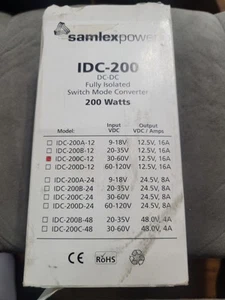 samlexpower
IDC-200
DC-DC
Fully Isolated
Switch Mode Converter
200 Watts
Model: Input VDC Output VDC / Amps
IDC-200A-12 9-18V 12.5V, 16A
IDC-200B-12 20-35V 12.5V, 16A
IDC-200C-12 30-60V 12.5V, 16A
IDC-200D-12 60-120V 12.5V, 16A
IDC-200A-24 9-18V 24.5V, 8A
IDC-200B-24 20-35V 24.5V, 8A
IDC-200C-24 30-60V 24.5V, 8A
IDC-200D-24 60-120V 24.5V, 8A
IDC-200B-48 20-35V 48.0V, 4A
IDC-200C-48 30-60V 48.0V, 4A
CE RoHS